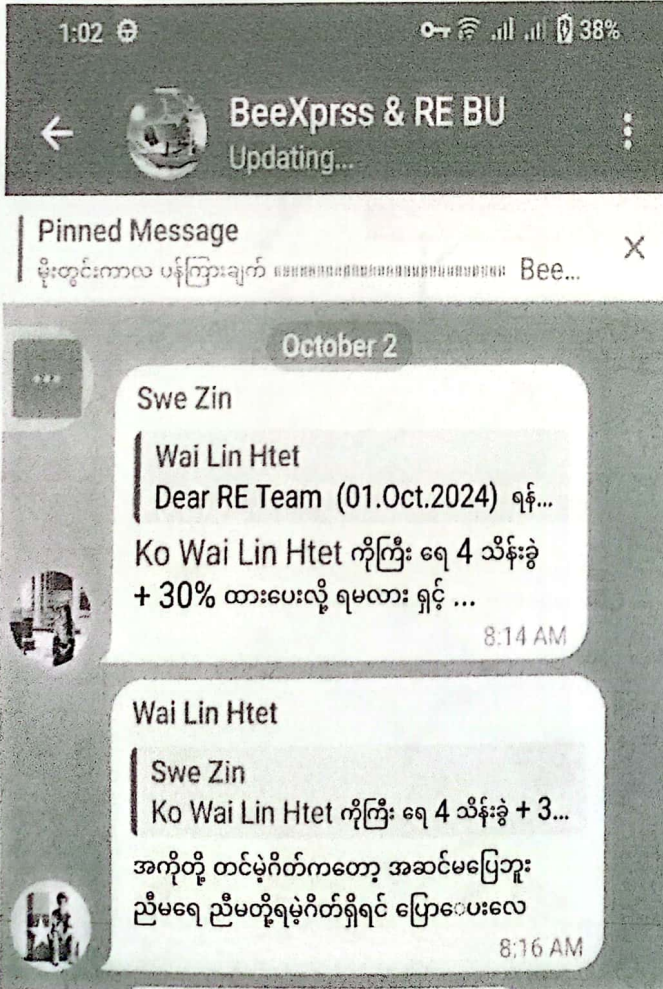 1:02 38%
BeeXprss & RE BU
Updating...
Pinned Message
မိုးတွင်းကာလ ပန်ကြားချက် Bee...
October 2
Swe Zin
Wai Lin Htet
Dear RE Team (01.Oct.2024) ရန်...
Ko Wai Lin Htet ကိုကြီး ရေ 4 သိန်းခွဲ
+ 30% ထားပေးလို့ ရမလား ရှင့် ...
8:14 AM
Wai Lin Htet
Swe Zin
Ko Wai Lin Htet ကိုကြီး ရေ 4 သိန်းခွဲ + 3...
အကိုတို့ တင်မဲ့ဂိတ်ကတော့ အဆင်မပြေဘူး
ညီမရေ ညီမတို့ရမဲ့ဂိတ်ရှိရင် ပြောေပးလေ
8:16 AM